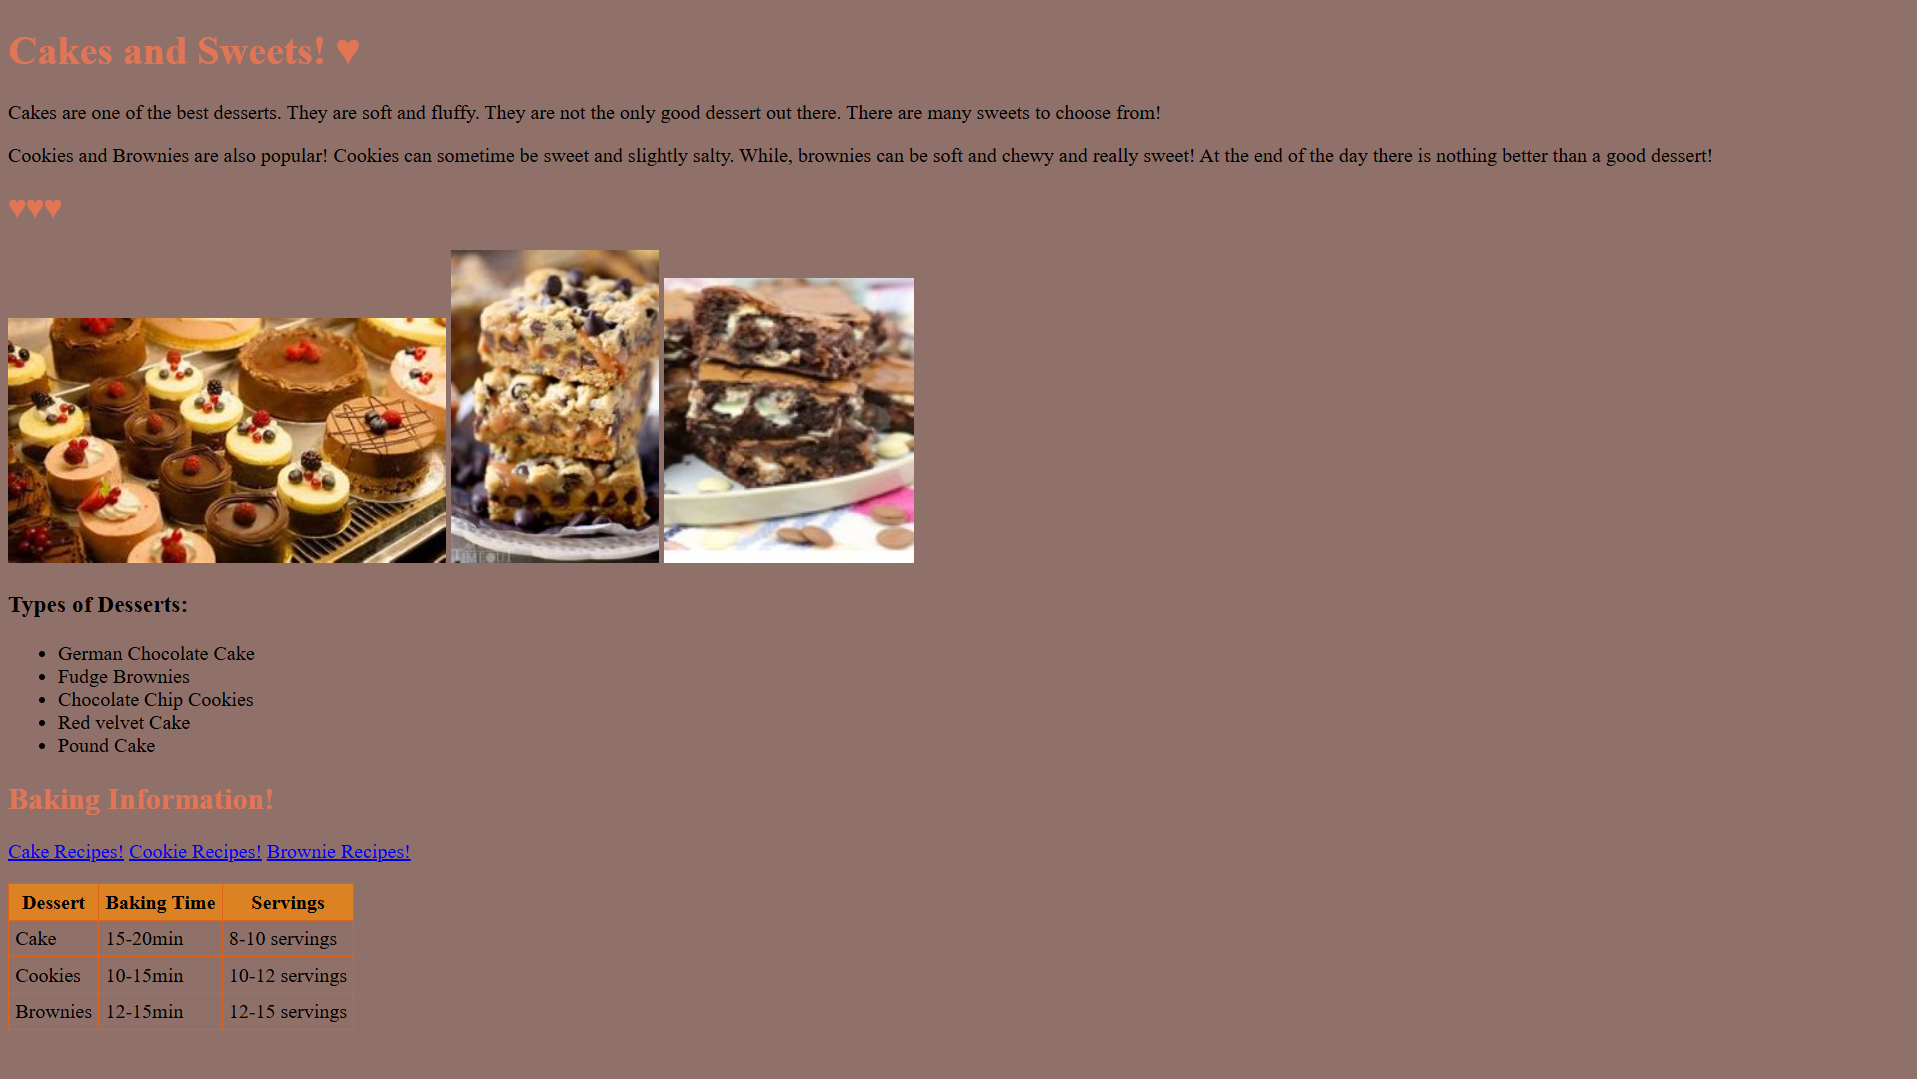 Cakes and Sweets! ♥
Cakes are one of the best desserts. They are soft and fluffy. They are not the only good dessert out there. There are many sweets to choose from!
Cookies and Brownies are also popular! Cookies can sometime be sweet and slightly salty. While, brownies can be soft and chewy and really sweet! At the end of the day there is nothing better than a good dessert!
♥♥♥
Types of Desserts:
• German Chocolate Cake
• Fudge Brownies
• Chocolate Chip Cookies
• Red velvet Cake
• Pound Cake
Baking Information!
Cake Recipes! Cookie Recipes! Brownie Recipes!
Dessert Baking Time Servings
Cake 15-20min 8-10 servings
Cookies 10-15min 10-12 servings
Brownies 12-15min 12-15 servings